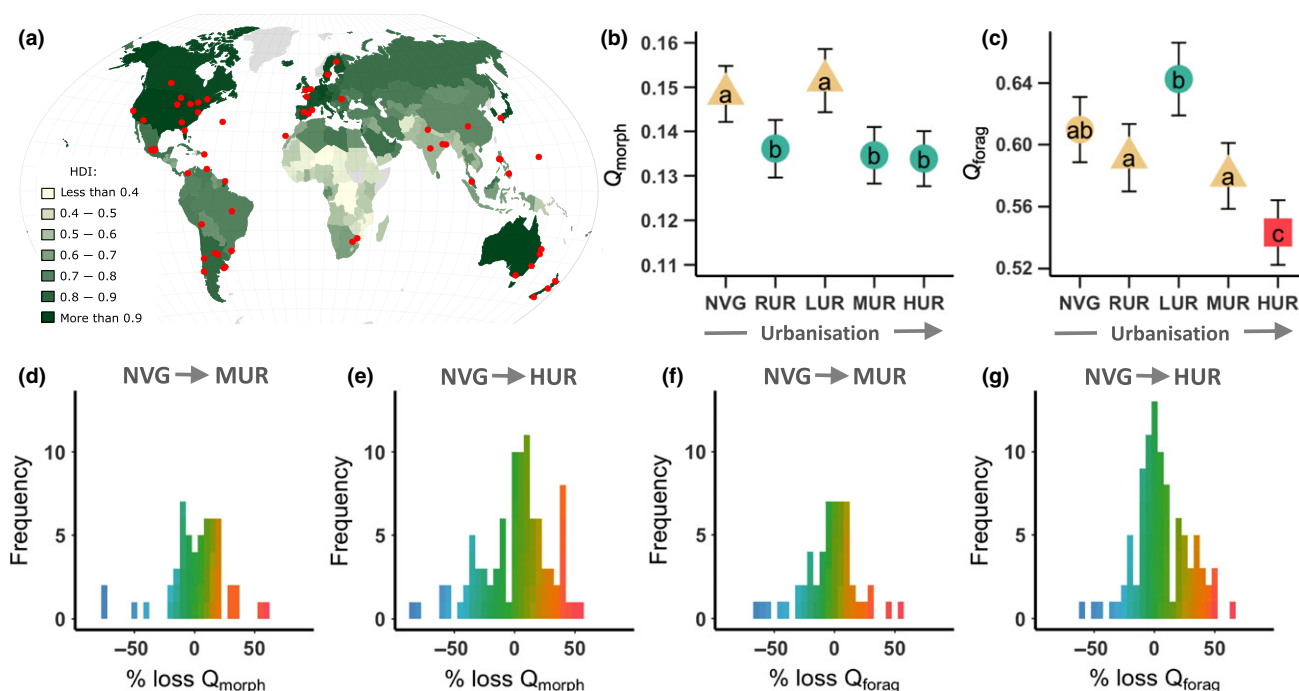 (a)
HDI:
Less than 0.4
0.4 – 0.5
0.5 – 0.6
0.6 – 0.7
0.7 – 0.8
0.8 – 0.9
More than 0.9
(b)
Qmorph
0.16
0.15
0.14
0.13
0.12
0.11
a
b
a
b
b
NVG RUR LUR MUR HUR
Urbanisation
(c)
Qforag
0.64
0.60
0.56
0.52
ab
a
b
a
c
NVG RUR LUR MUR HUR
Urbanisation
(d)
NVG → MUR
Frequency
10
5
0
–50 0 50
% loss Qmorph
(e)
NVG → HUR
Frequency
10
5
0
–50 0 50
% loss Qmorph
(f)
NVG → MUR
Frequency
10
5
0
–50 0 50
% loss Qforag
(g)
NVG → HUR
Frequency
10
5
0
–50 0 50
% loss Qforag